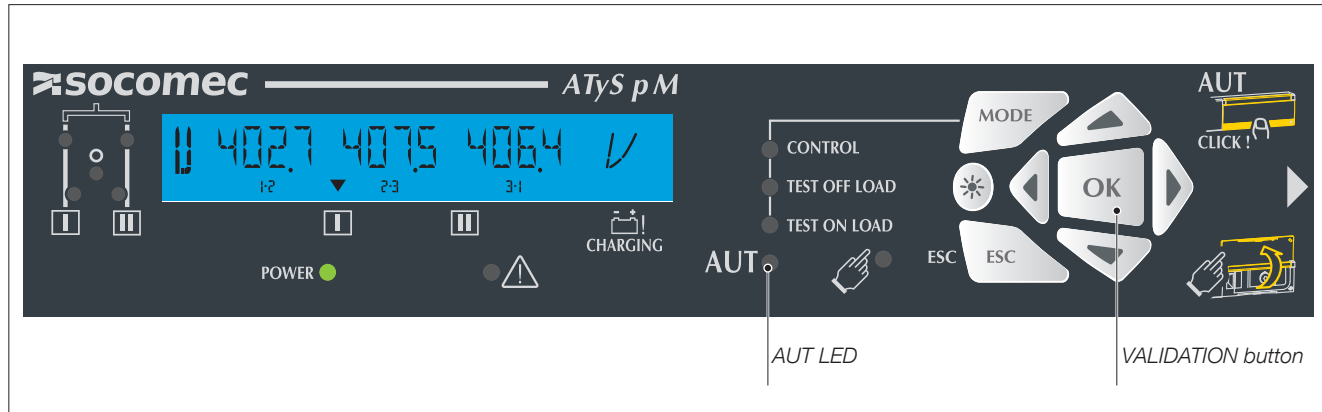 socomec ATyS p M
U 402.7 407.5 406.4 V
1-2 2-3 3-1
I II I II
CHARGING
POWER
CONTROL
TEST OFF LOAD
TEST ON LOAD
AUT
MODE
OK
ESC ESC
AUT
CLICK !
AUT LED
VALIDATION button